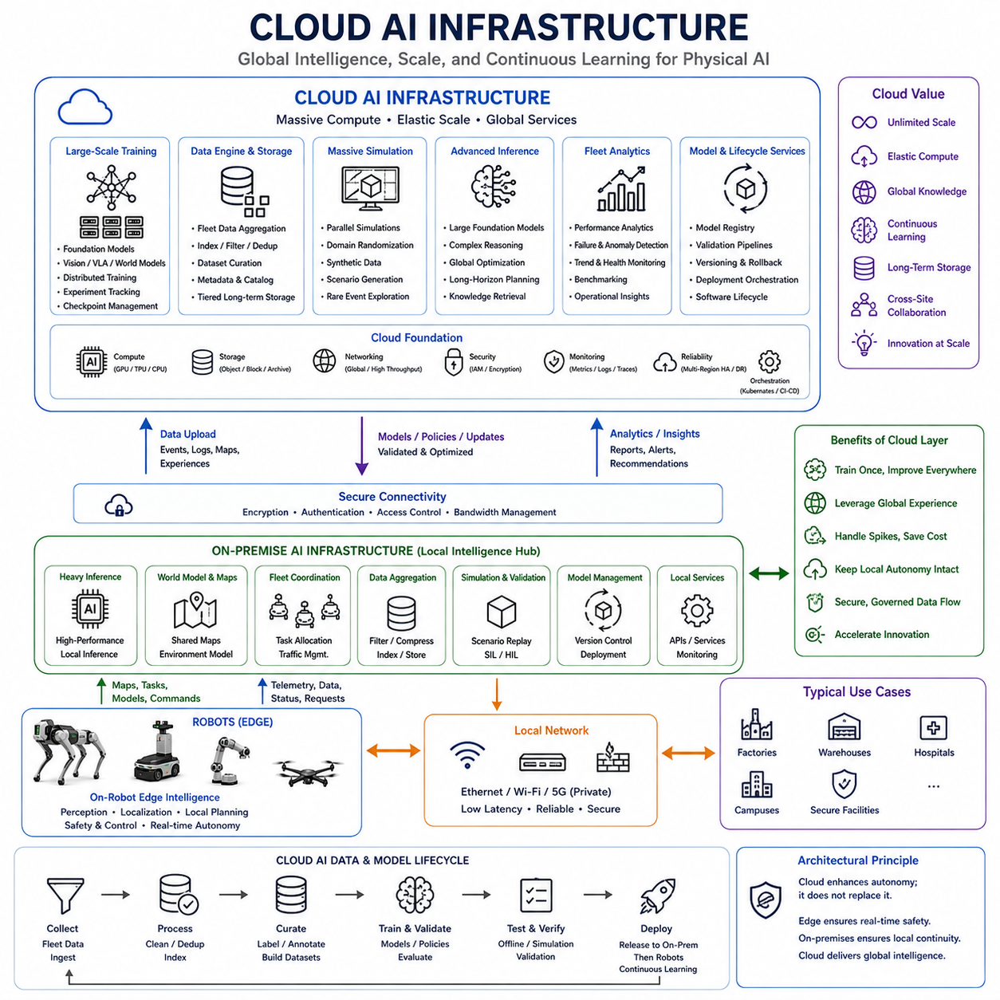 CLOUD AI INFRASTRUCTURE
Global Intelligence, Scale, and Continuous Learning for Physical AI
CLOUD AI INFRASTRUCTURE
Massive Compute • Elastic Scale • Global Services
Large-Scale Training
• Foundation Models
• Vision / VLA / World Models
• Distributed Training
• Experiment Tracking
• Checkpoint Management
Data Engine & Storage
• Fleet Data Aggregation
• Index / Filter / Dedup
• Dataset Curation
• Metadata & Catalog
• Tiered Long-term Storage
Massive Simulation
• Parallel Simulations
• Domain Randomization
• Synthetic Data
• Scenario Generation
• Rare Event Exploration
Advanced Inference
• Large Foundation Models
• Complex Reasoning
• Global Optimization
• Long-Horizon Planning
• Knowledge Retrieval
Fleet Analytics
• Performance Analytics
• Failure & Anomaly Detection
• Trend & Health Monitoring
• Benchmarking
• Operational Insights
Model & Lifecycle Services
• Model Registry
• Validation Pipelines
• Versioning & Rollback
• Deployment Orchestration
• Software Lifecycle
Cloud Foundation
AI
Compute
(GPU / TPU / CPU)
Storage
(Object / Block / Archive)
Networking
(Global / High Throughput)
Security
(IAM / Encryption)
Monitoring
(Metrics / Logs / Traces)
Reliability
(Multi-Region HA / DR)
Orchestration
(Kubernates / CI-CD)
Cloud Value
Unlimited Scale
Elastic Compute
Global Knowledge
Continuous
Learning
Long-Term Storage
Cross-Site
Collaboration
Innovation at Scale
Data Upload
Events, Logs, Maps,
Experiences
Models / Policies / Updates
Validated & Optimized
Analytics / Insights
Reports, Alerts,
Recommendations
Secure Connectivity
Encryption • Authentication • Access Control • Bandwidth Management
Benefits of Cloud Layer
Train Once, Improve Everywhere
Leverage Global Experience
Handle Spikes, Save Cost
Keep Local Autonomy Intact
Secure, Governed Data Flow
Accelerate Innovation
ON-PREMISE AI INFRASTRUCTURE (Local Intelligence Hub)
Heavy Inference
AI
High-Performance
Local Inference
World Model & Maps
Shared Maps
Environment Model
Fleet Coordination
Task Allocation
Traffic Mgmt.
Data Aggregation
Filter / Compress
Index / Store
Simulation & Validation
Scenario Replay
SIL / HIL
Model Management
Version Control
Deployment
Local Services
APIs / Services
Monitoring
Maps, Tasks,
Models, Commands
Telemetry, Data,
Status, Requests
ROBOTS (EDGE)
On-Robot Edge Intelligence
Perception • Localization • Local Planning
Safety & Control • Real-time Autonomy
Local Network
Ethernet / Wi-Fi / 5G (Private)
Low Latency • Reliable • Secure
Typical Use Cases
Factories
Warehouses
Hospitals
Campuses
Secure Facilities
...
CLOUD AI DATA & MODEL LIFECYCLE
Collect
Fleet Data
Ingest
Process
Clean / Dedup
Index
Curate
Label / Annotate
Build Datasets
Train & Validate
Models / Policies
Evaluate
Test & Verify
Offline / Simulation
Validation
Deploy
Release to On-Prem
Then Robots
Continuous Learning
Architectural Principle
Cloud enhances autonomy;
it does not replace it.
Edge ensures real-time safety.
On-premises ensures local continuity.
Cloud delivers global intelligence.